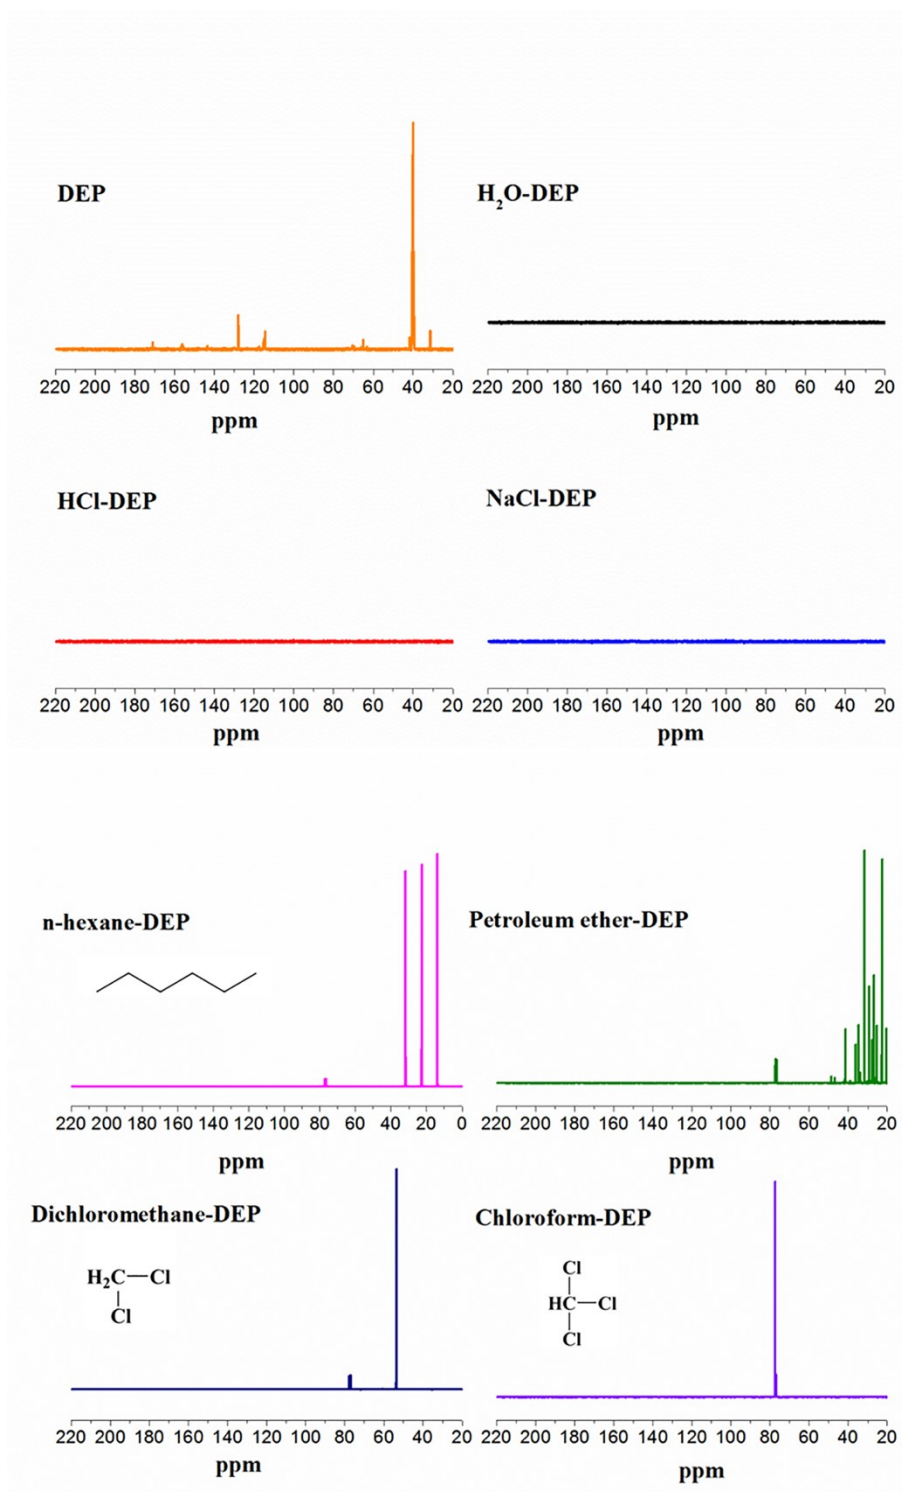 DEP
H₂O-DEP
220 200 180 160 140 120 100 80 60 40 20
220 200 180 160 140 120 100 80 60 40 20
ppm
ppm
HCl-DEP
NaCl-DEP
220 200 180 160 140 120 100 80 60 40 20
220 200 180 160 140 120 100 80 60 40 20
ppm
ppm
n-hexane-DEP
Petroleum ether-DEP
220 200 180 160 140 120 100 80 60 40 20 0
220 200 180 160 140 120 100 80 60 40 20
ppm
ppm
Dichloromethane-DEP
H₂C—Cl
Cl
Chloroform-DEP
Cl
HC—Cl
Cl
220 200 180 160 140 120 100 80 60 40 20
220 200 180 160 140 120 100 80 60 40 20
ppm
ppm